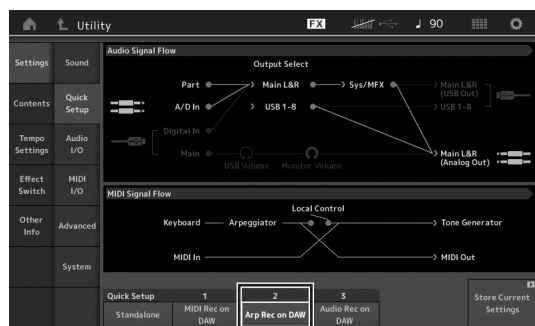 Utility
FX
90
Settings
Sound
Contents
Quick
Setup
Tempo
Settings
Audio
I/O
Effect
Switch
MIDI
I/O
Other
Info
Advanced
System
Audio Signal Flow
Output Select
Part
Main L&R
Sys/MFX
Main L&R
(USB Out)
A/D In
USB 1-8
USB 1-8
Digital In
Main
USB Volume
Monitor Volume
Main L&R
(Analog Out)
MIDI Signal Flow
Local Control
Keyboard
Arpeggiator
Tone Generator
MIDI In
MIDI Out
Quick Setup
1
2
3
Standalone
MIDI Rec on
DAW
Arp Rec on DAW
Audio Rec on
DAW
Store Current
Settings